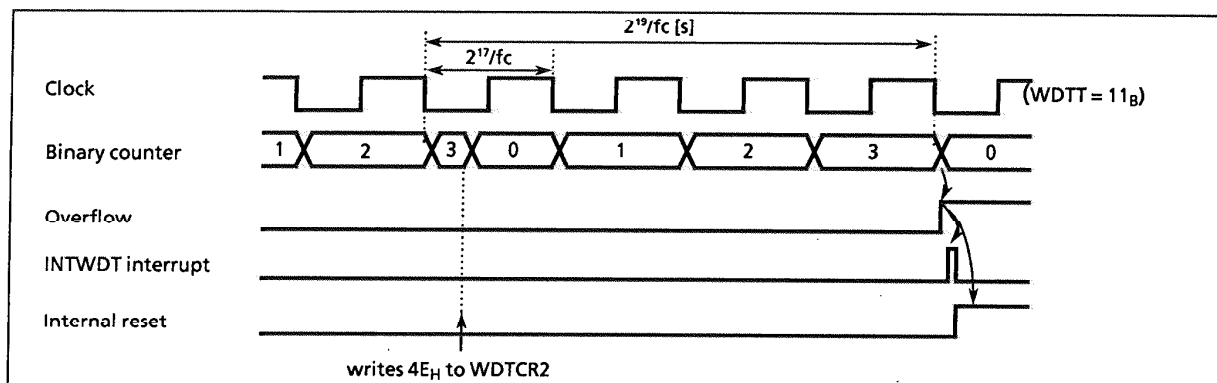 2¹⁹/fc [s]
2¹⁷/fc
Clock
(WDTT = 11B)
Binary counter
1 2 3 0 1 2 3 0
Overflow
INTWDT interrupt
Internal reset
writes 4EH to WDTCR2